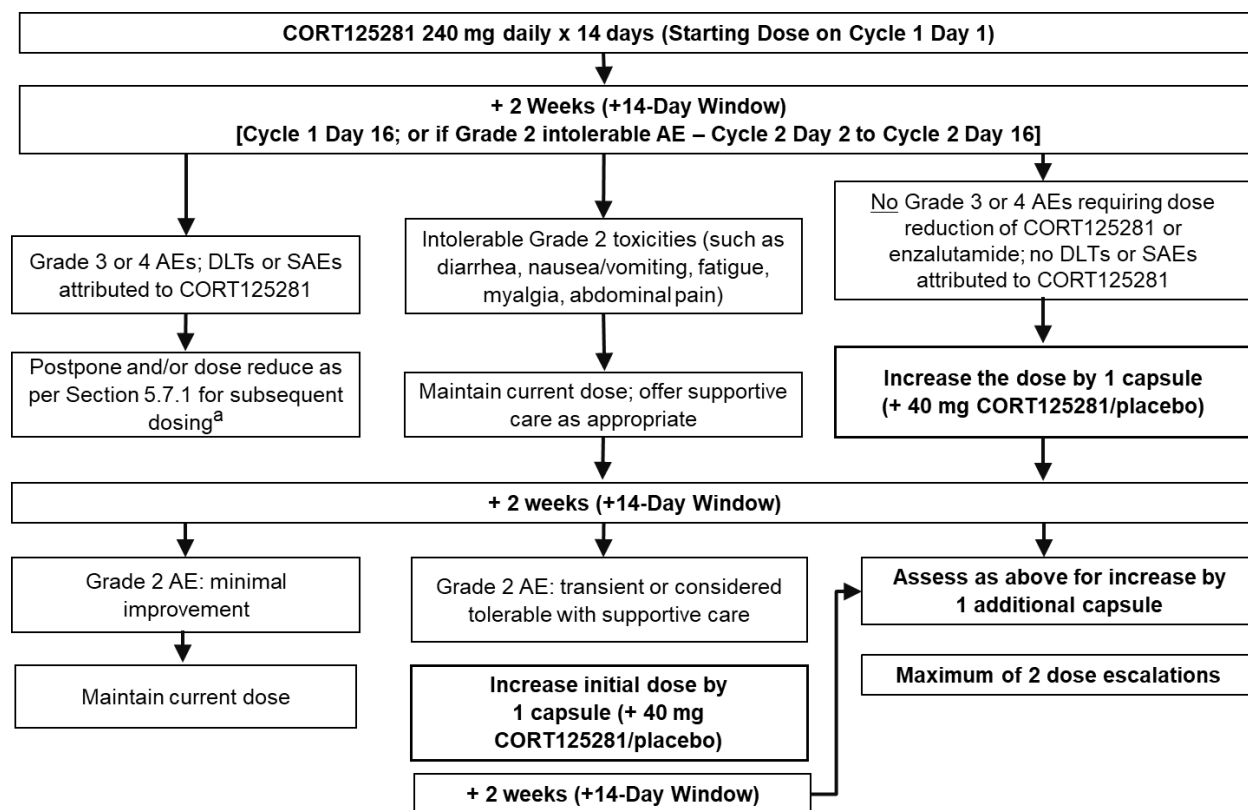 CORT125281 240 mg daily x 14 days (Starting Dose on Cycle 1 Day 1)
+ 2 Weeks (+14-Day Window)
[Cycle 1 Day 16; or if Grade 2 intolerable AE – Cycle 2 Day 2 to Cycle 2 Day 16]
Grade 3 or 4 AEs; DLTs or SAEs
attributed to CORT125281
Intolerable Grade 2 toxicities (such as
diarrhea, nausea/vomiting, fatigue,
myalgia, abdominal pain)
No Grade 3 or 4 AEs requiring dose
reduction of CORT125281 or
enzalutamide; no DLTs or SAEs
attributed to CORT125281
Postpone and/or dose reduce as
per Section 5.7.1 for subsequent
dosingª
Maintain current dose; offer supportive
care as appropriate
Increase the dose by 1 capsule
(+ 40 mg CORT125281/placebo)
+ 2 weeks (+14-Day Window)
Grade 2 AE: minimal
improvement
Grade 2 AE: transient or considered
tolerable with supportive care
Assess as above for increase by
1 additional capsule
Maintain current dose
Increase initial dose by
1 capsule (+ 40 mg
CORT125281/placebo)
Maximum of 2 dose escalations
+ 2 weeks (+14-Day Window)